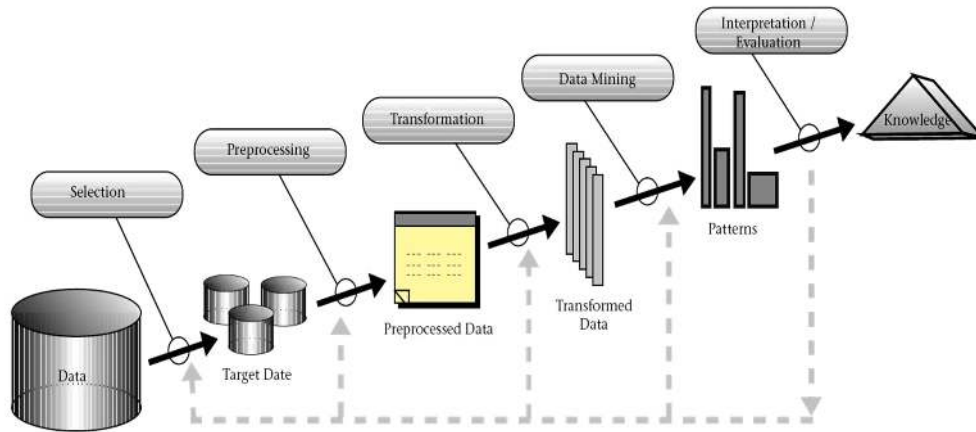 Interpretation /
Evaluation
Data Mining
Transformation
Preprocessing
Selection
Knowledge
Patterns
Transformed
Data
Preprocessed Data
Target Date
Data